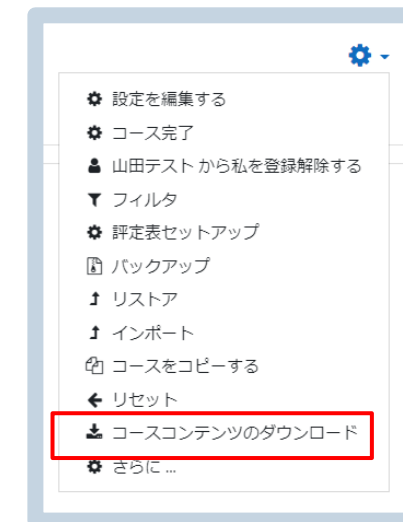 設定を編集する
コース完了
山田テスト から私を登録解除する
フィルタ
評定表セットアップ
バックアップ
リストア
インポート
コースをコピーする
リセット
コースコンテンツのダウンロード
さらに ...